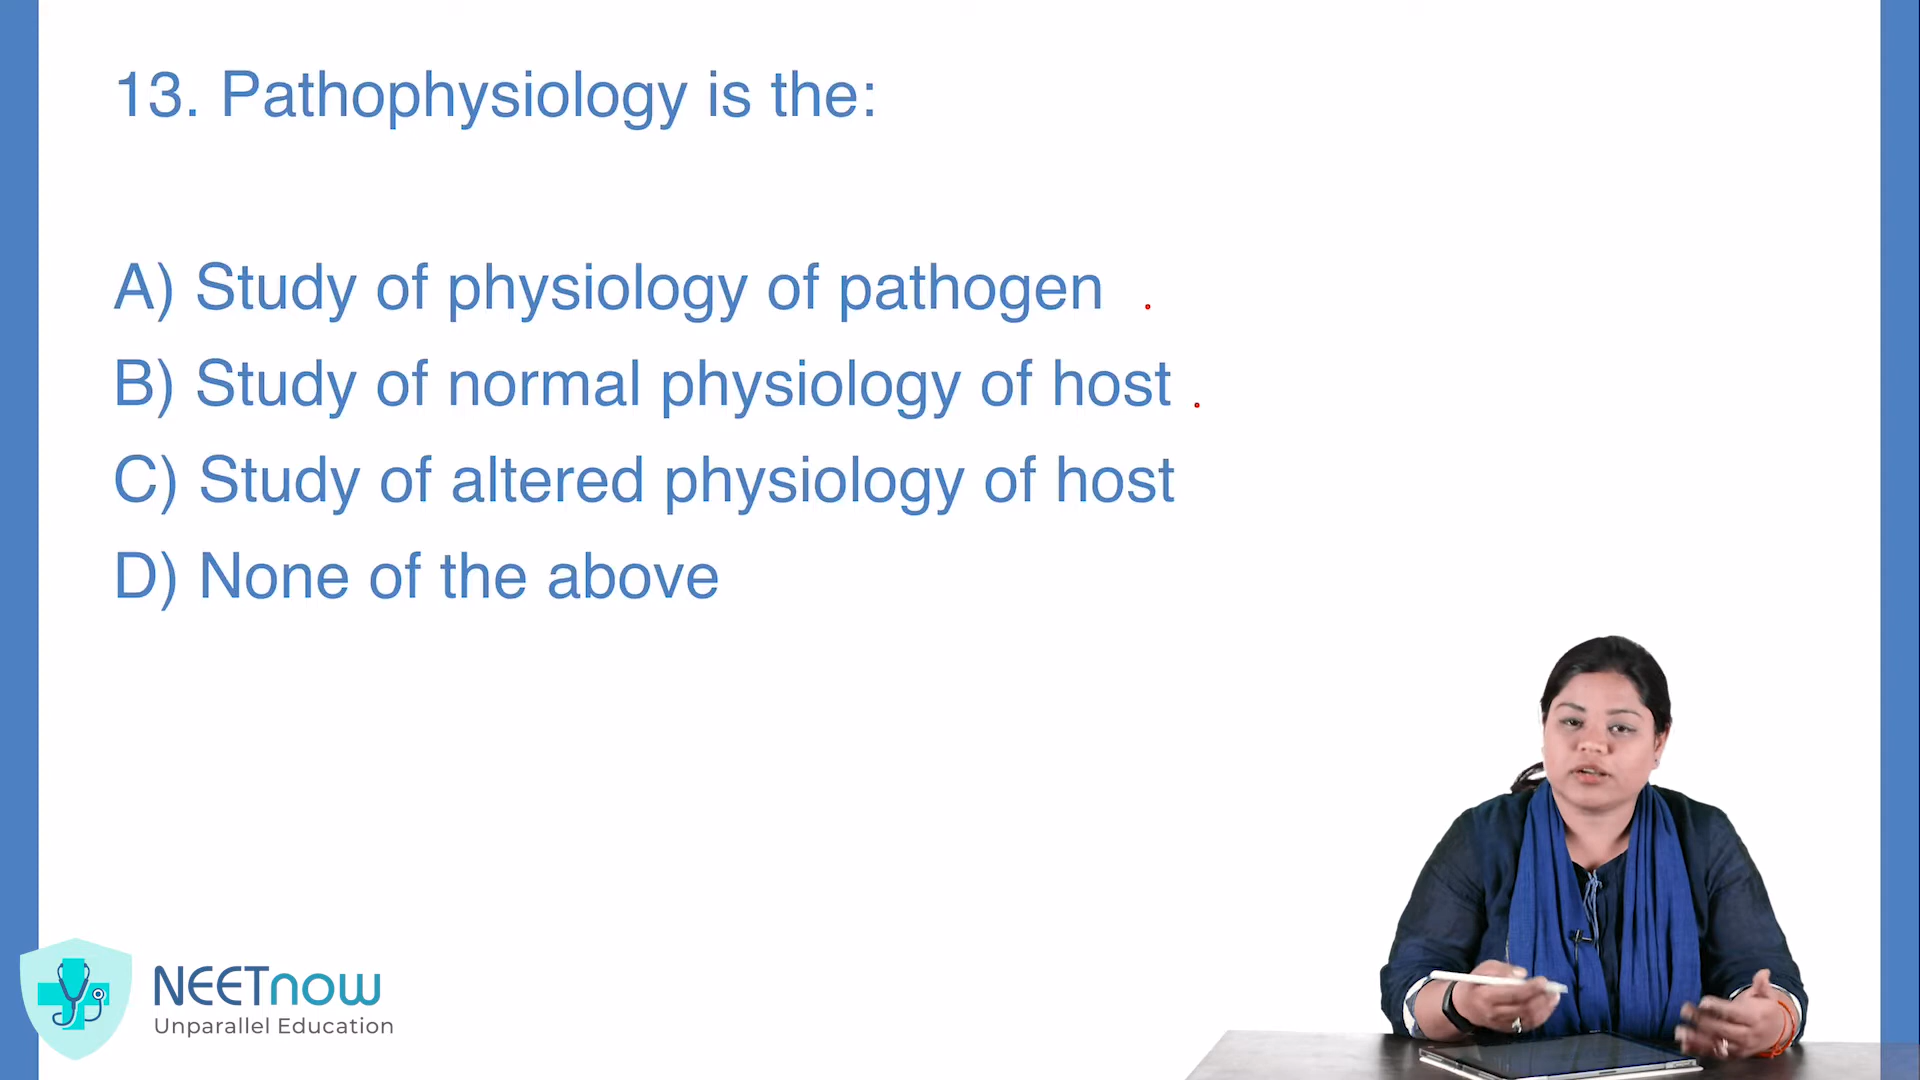 13. Pathophysiology is the:
A) Study of physiology of pathogen
B) Study of normal physiology of host
C) Study of altered physiology of host
D) None of the above
NEETnow
Unparallel Education